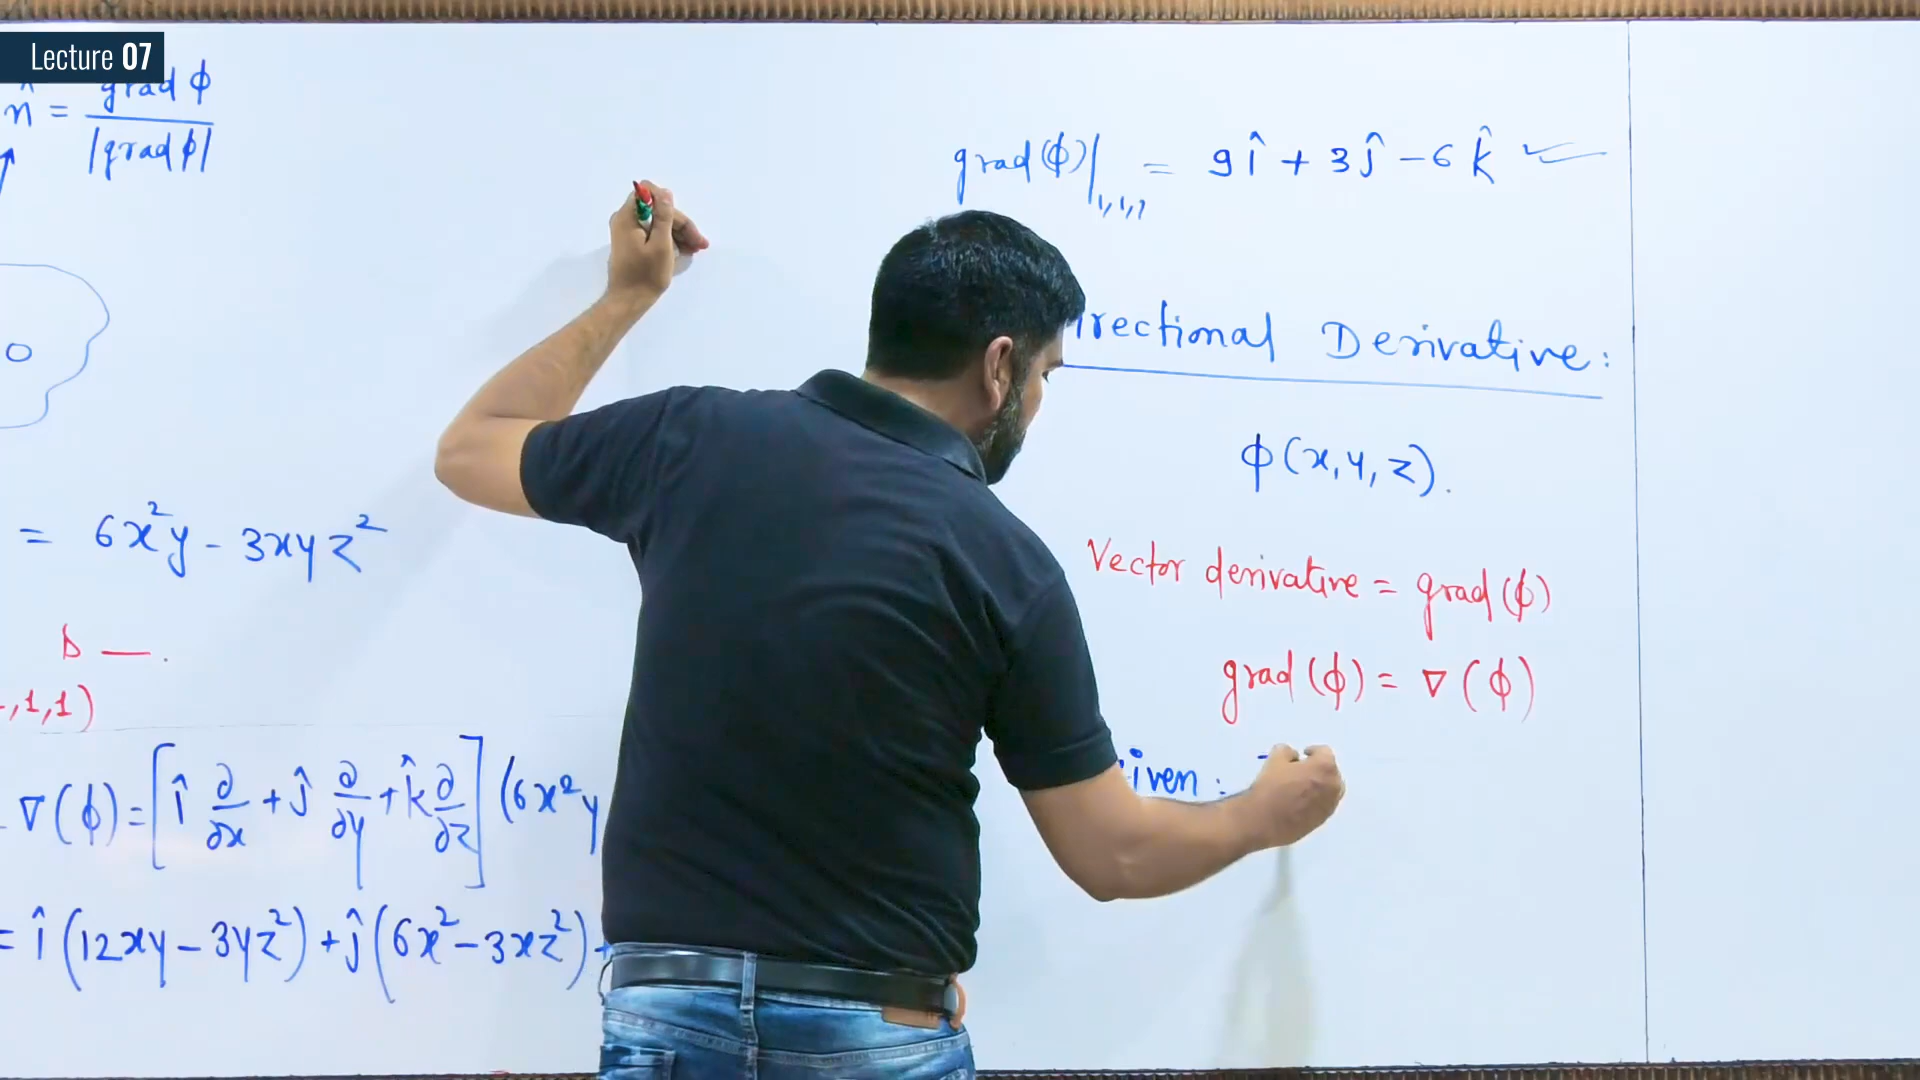 Lecture 07
n̂ = grad ϕ / |grad ϕ|
= 6x²y - 3xyz²
,1,1)
∇(ϕ) = [î ∂/∂x + ĵ ∂/∂y + k̂ ∂/∂z] (6x²y
= î (12xy - 3yz²) + ĵ (6x² - 3xz²) +
grad(ϕ)|1,1,1 = 9î + 3ĵ - 6k̂
irectional Derivative:
ϕ(x,y,z).
Vector derivative = grad(ϕ)
grad(ϕ) = ∇(ϕ)
iven: